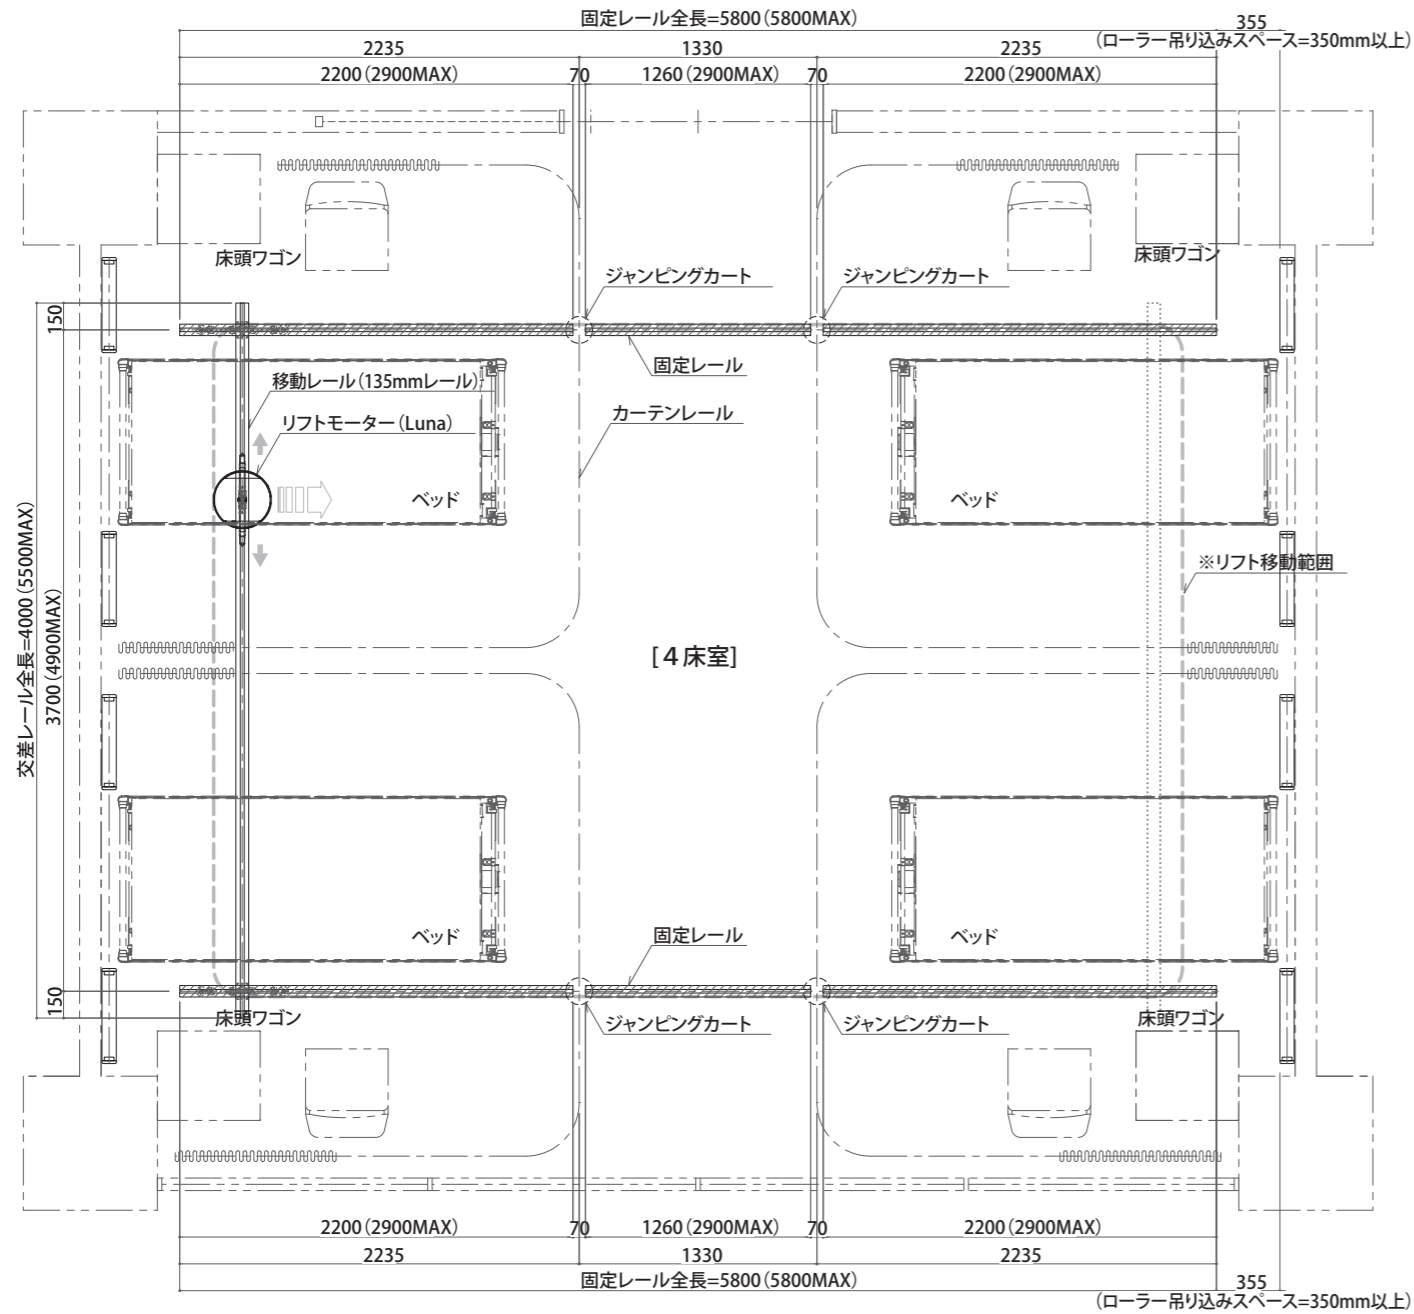 固定レール全長=5800(5800MAX)
355
(ローラー吊り込みスペース=350mm以上)
2235
1330
2235
2200(2900MAX)
70
1260(2900MAX)
70
2200(2900MAX)
床頭ワゴン
床頭ワゴン
ジャンピングカート
ジャンピングカート
150
固定レール
移動レール(135mmレール)
カーテンレール
リフトモーター(Luna)
ベッド
ベッド
※リフト移動範囲
交差レール全長=4000(5500MAX)
3700(4900MAX)
[4床室]
ベッド
ベッド
固定レール
150
床頭ワゴン
床頭ワゴン
ジャンピングカート
ジャンピングカート
2200(2900MAX)
70
1260(2900MAX)
70
2200(2900MAX)
2235
1330
2235
固定レール全長=5800(5800MAX)
355
(ローラー吊り込みスペース=350mm以上)